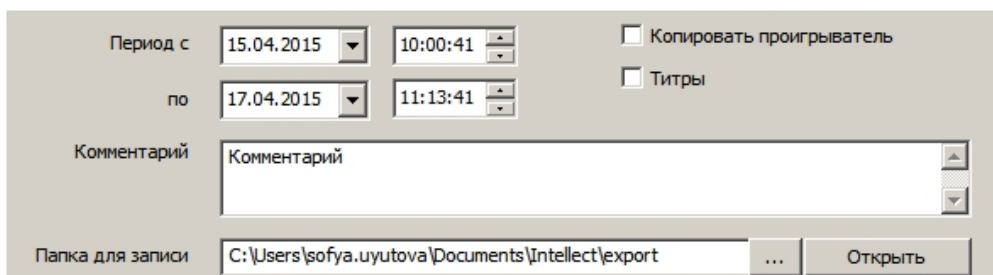 Период с 15.04.2015 10:00:41 Копировать проигрыватель
Титры
по 17.04.2015 11:13:41
Комментарий Комментарий
Папка для записи C:\Users\sofya.uyutova\Documents\Intellect\export ... Открыть